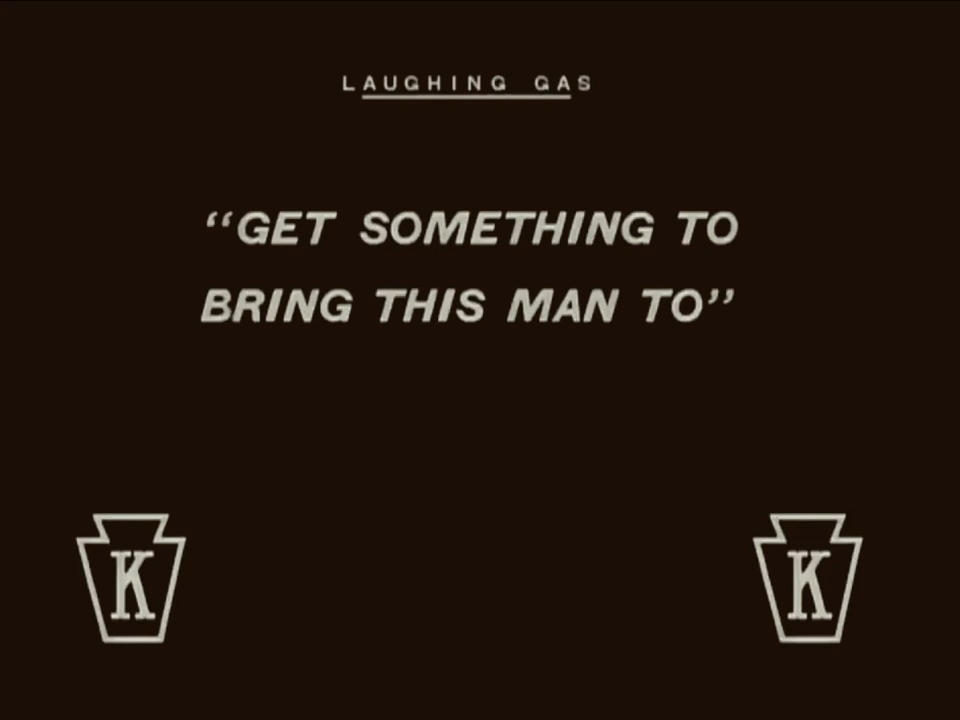 LAUGHING GAS
“GET SOMETHING TO
BRING THIS MAN TO”
K K